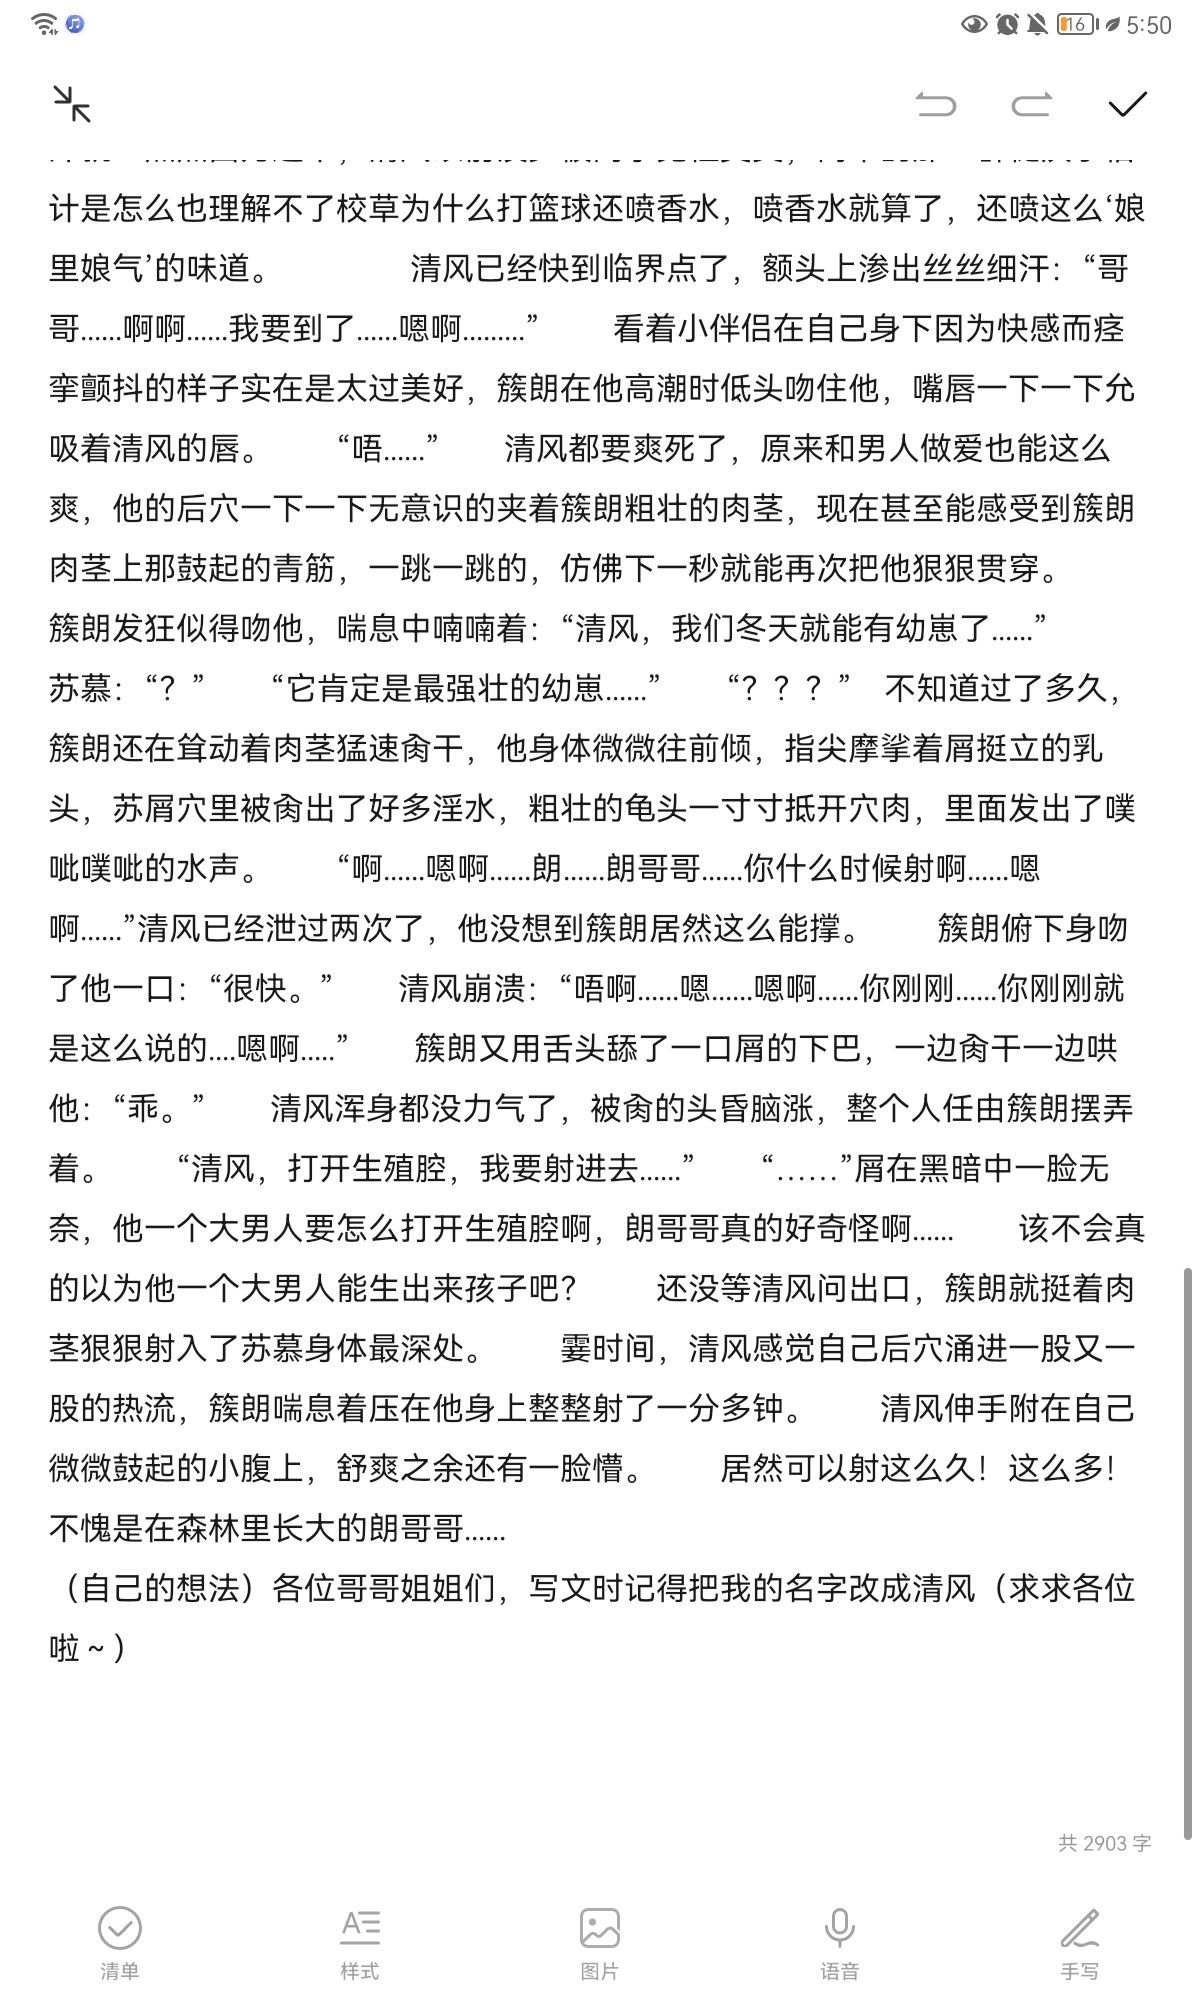 5:50
16
计是怎么也理解不了校草为什么打篮球还喷香水，喷香水就算了，还喷这么‘娘
里娘气’的味道。 清风已经快到临界点了，额头上渗出丝丝细汗：“哥
哥......啊啊......我要到了......嗯啊.........” 看着小伴侣在自己身下因为快感而痉
挛颤抖的样子实在是太过美好，簇朗在他高潮时低头吻住他，嘴唇一下一下允
吸着清风的唇。 “唔......” 清风都要爽死了，原来和男人做爱也能这么
爽，他的后穴一下一下无意识的夹着簇朗粗壮的肉茎，现在甚至能感受到簇朗
肉茎上那鼓起的青筋，一跳一跳的，仿佛下一秒就能再次把他狠狠贯穿。
簇朗发狂似得吻他，喘息中喃喃着：“清风，我们冬天就能有幼崽了......”
苏慕：“？” “它肯定是最强壮的幼崽......” “？？？” 不知道过了多久，
簇朗还在耸动着肉茎猛速肏干，他身体微微往前倾，指尖摩挲着屑挺立的乳
头，苏屑穴里被肏出了好多淫水，粗壮的龟头一寸寸抵开穴肉，里面发出了噗
呲噗呲的水声。 “啊......嗯啊......朗......朗哥哥......你什么时候射啊......嗯
啊......”清风已经泄过两次了，他没想到簇朗居然这么能撑。 簇朗俯下身吻
了他一口：“很快。” 清风崩溃：“唔啊......嗯......嗯啊......你刚刚......你刚刚就
是这么说的....嗯啊.....” 簇朗又用舌头舔了一口屑的下巴，一边肏干一边哄
他：“乖。” 清风浑身都没力气了，被肏的头昏脑涨，整个人任由簇朗摆弄
着。 “清风，打开生殖腔，我要射进去......” “……”屑在黑暗中一脸无
奈，他一个大男人要怎么打开生殖腔啊，朗哥哥真的好奇怪啊...... 该不会真
的以为他一个大男人能生出来孩子吧？ 还没等清风问出口，簇朗就挺着肉
茎狠狠射入了苏慕身体最深处。 霎时间，清风感觉自己后穴涌进一股又一
股的热流，簇朗喘息着压在他身上整整射了一分多钟。 清风伸手附在自己
微微鼓起的小腹上，舒爽之余还有一脸懵。 居然可以射这么久！这么多！
不愧是在森林里长大的朗哥哥......
（自己的想法）各位哥哥姐姐们，写文时记得把我的名字改成清风（求求各位
啦～）
共 2903 字
清单
样式
图片
语音
手写